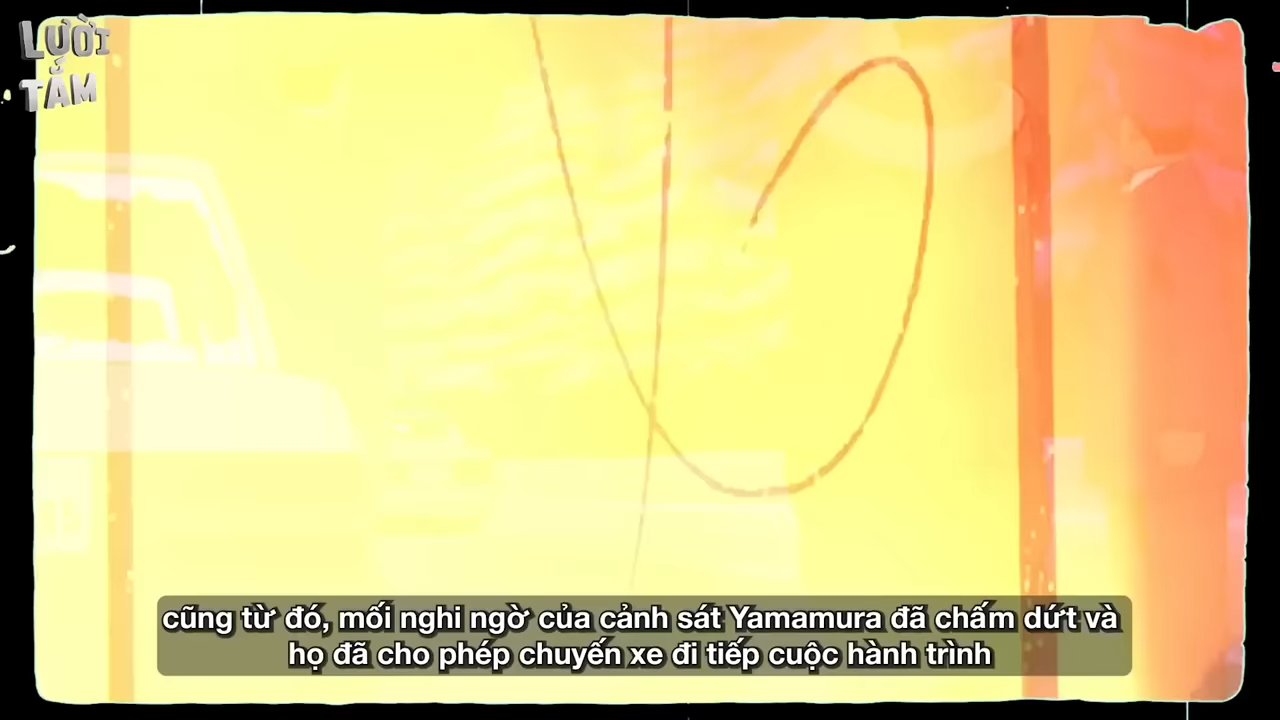 LƯỜI
TẮM
cũng từ đó, mối nghi ngờ của cảnh sát Yamamura đã chấm dứt và
họ đã cho phép chuyến xe đi tiếp cuộc hành trình